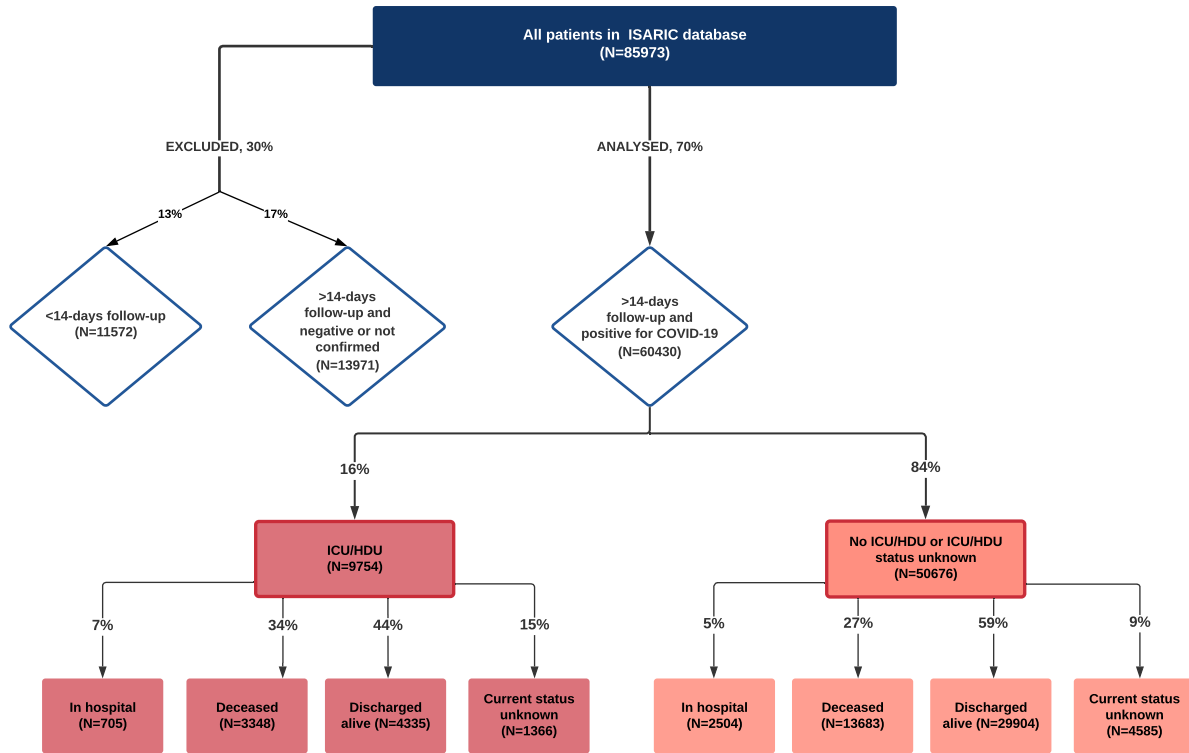 All patients in ISARIC database
(N=85973)
EXCLUDED, 30%
ANALYSED, 70%
13%
17%
<14-days follow-up
(N=11572)
>14-days
follow-up and
negative or not
confirmed
(N=13971)
>14-days
follow-up and
positive for COVID-19
(N=60430)
16%
84%
ICU/HDU
(N=9754)
No ICU/HDU or ICU/HDU
status unknown
(N=50676)
7%
34%
44%
15%
5%
27%
59%
9%
In hospital
(N=705)
Deceased
(N=3348)
Discharged
alive (N=4335)
Current status
unknown
(N=1366)
In hospital
(N=2504)
Deceased
(N=13683)
Discharged
alive (N=29904)
Current status
unknown
(N=4585)